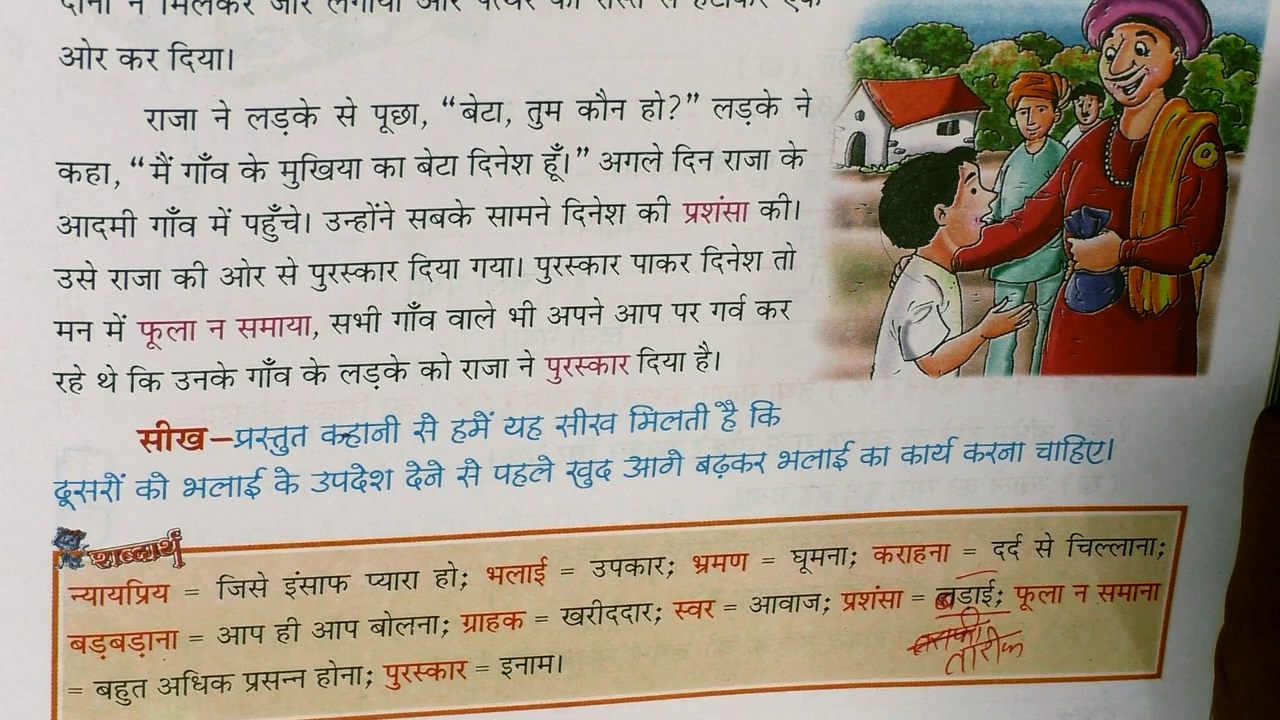 दोनों ने मिलकर जोर लगाया और पत्थर को रास्ते से हटाकर एक
ओर कर दिया।
राजा ने लड़के से पूछा, “बेटा, तुम कौन हो?” लड़के ने
कहा, “मैं गाँव के मुखिया का बेटा दिनेश हूँ।” अगले दिन राजा के
आदमी गाँव में पहुँचे। उन्होंने सबके सामने दिनेश की प्रशंसा की।
उसे राजा की ओर से पुरस्कार दिया गया। पुरस्कार पाकर दिनेश तो
मन में फूला न समाया, सभी गाँव वाले भी अपने आप पर गर्व कर
रहे थे कि उनके गाँव के लड़के को राजा ने पुरस्कार दिया है।
सीख–प्रस्तुत कहानी से हमें यह सीख मिलती है कि
दूसरों को भलाई के उपदेश देने से पहले खुद आगे बढ़कर भलाई का कार्य करना चाहिए।
शब्दार्थ
न्यायप्रिय = जिसे इंसाफ प्यारा हो; भलाई = उपकार; भ्रमण = घूमना; कराहना = दर्द से चिल्लाना;
बड़बड़ाना = आप ही आप बोलना; ग्राहक = खरीददार; स्वर = आवाज; प्रशंसा = बड़ाई; फूला न समाना
= बहुत अधिक प्रसन्न होना; पुरस्कार = इनाम।